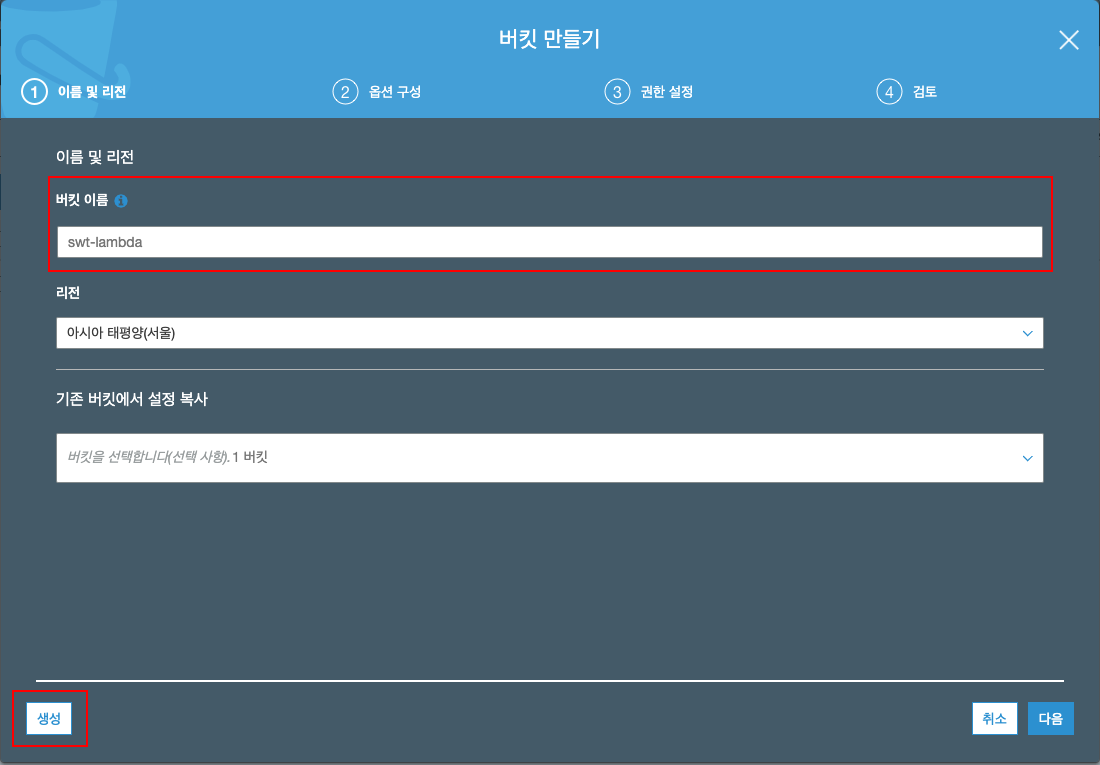 버킷 만들기
1 이름 및 리전 2 옵션 구성 3 권한 설정 4 검토
이름 및 리전
버킷 이름
swt-lambda
리전
아시아 태평양(서울)
기존 버킷에서 설정 복사
버킷을 선택합니다(선택 사항). 1 버킷
생성 취소 다음